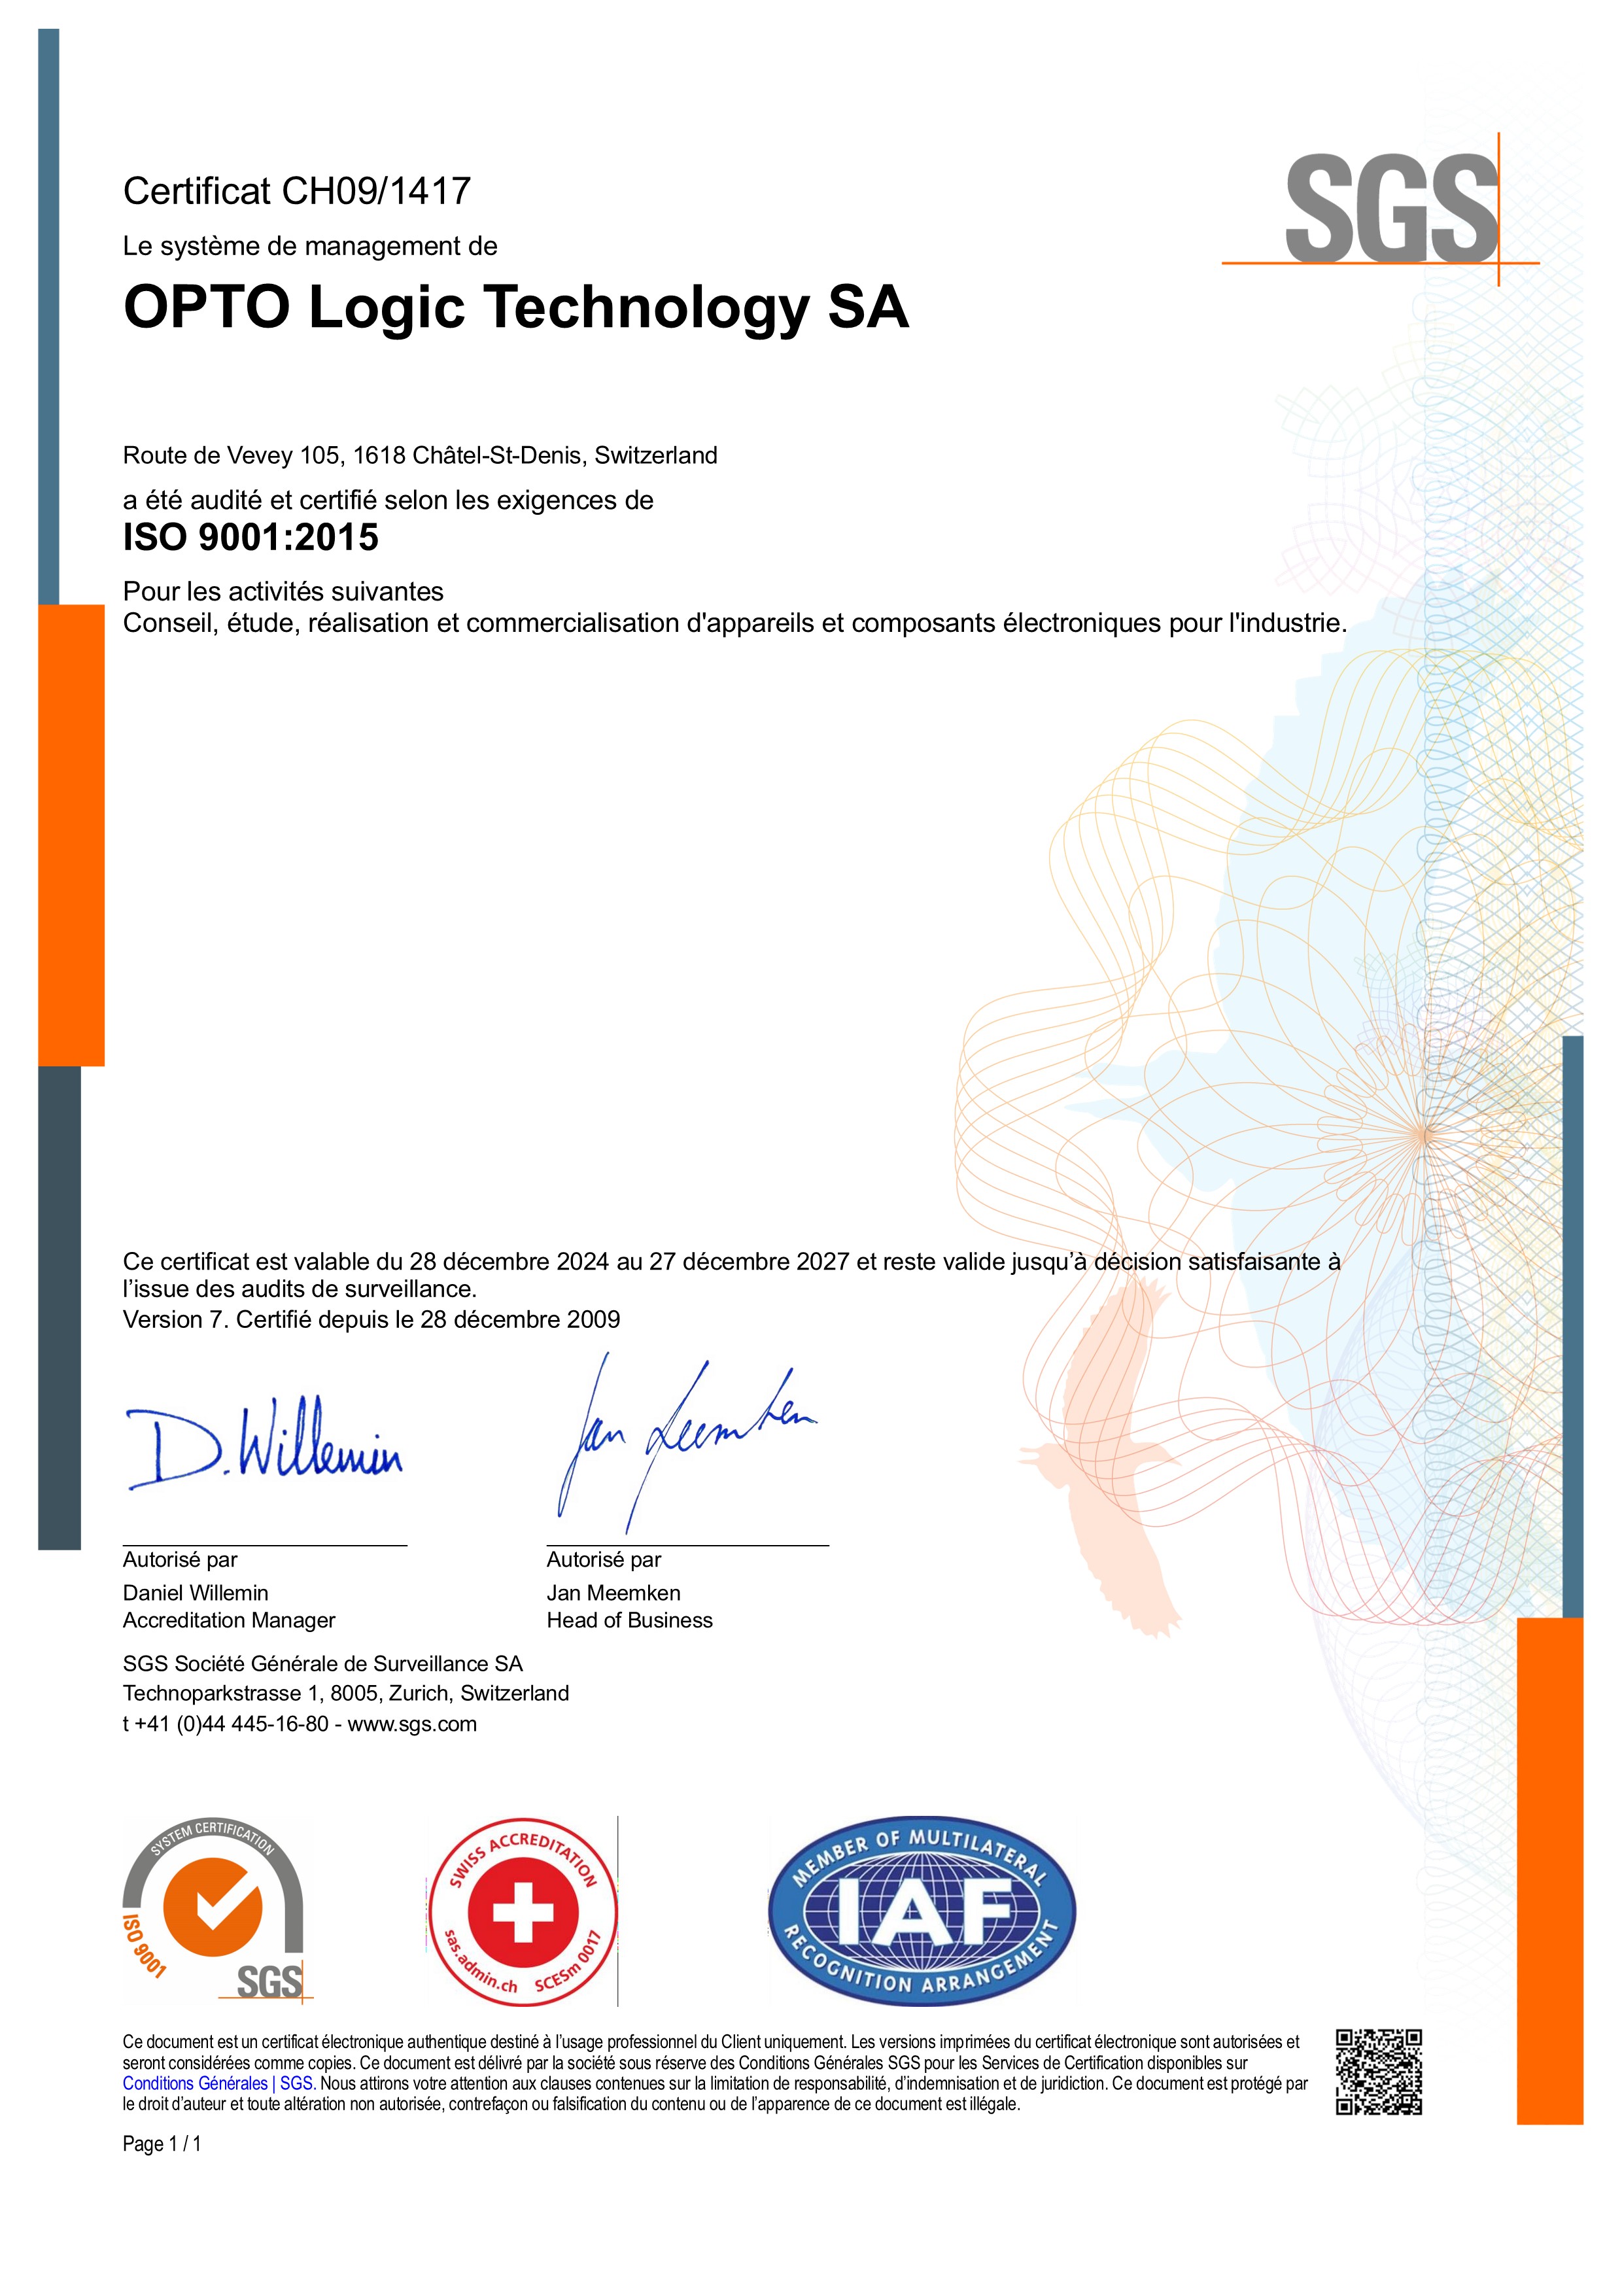 SGS
Certificat CH09/1417
Le système de management de
OPTO Logic Technology SA
Route de Vevey 105, 1618 Châtel-St-Denis, Switzerland
a été audité et certifié selon les exigences de
ISO 9001:2015
Pour les activités suivantes
Conseil, étude, réalisation et commercialisation d'appareils et composants électroniques pour l'industrie.
Ce certificat est valable du 28 décembre 2024 au 27 décembre 2027 et reste valide jusqu’à décision satisfaisante à
l’issue des audits de surveillance.
Version 7. Certifié depuis le 28 décembre 2009
D. Willemin
Jan Meemken
Autorisé par
Daniel Willemin
Accreditation Manager
Autorisé par
Jan Meemken
Head of Business
SGS Société Générale de Surveillance SA
Technoparkstrasse 1, 8005, Zurich, Switzerland
t +41 (0)44 445-16-80 - www.sgs.com
SYSTEM CERTIFICATION
ISO 9001
SGS
SWISS ACCREDITATION
sas.admin.ch SCESm 0017
MEMBER OF MULTILATERAL
IAF
RECOGNITION ARRANGEMENT
Ce document est un certificat électronique authentique destiné à l’usage professionnel du Client uniquement. Les versions imprimées du certificat électronique sont autorisées et
seront considérées comme copies. Ce document est délivré par la société sous réserve des Conditions Générales SGS pour les Services de Certification disponibles sur
Conditions Générales | SGS. Nous attirons votre attention aux clauses contenues sur la limitation de responsabilité, d’indemnisation et de juridiction. Ce document est protégé par
le droit d’auteur et toute altération non autorisée, contrefaçon ou falsification du contenu ou de l’apparence de ce document est illégale.
Page 1 / 1